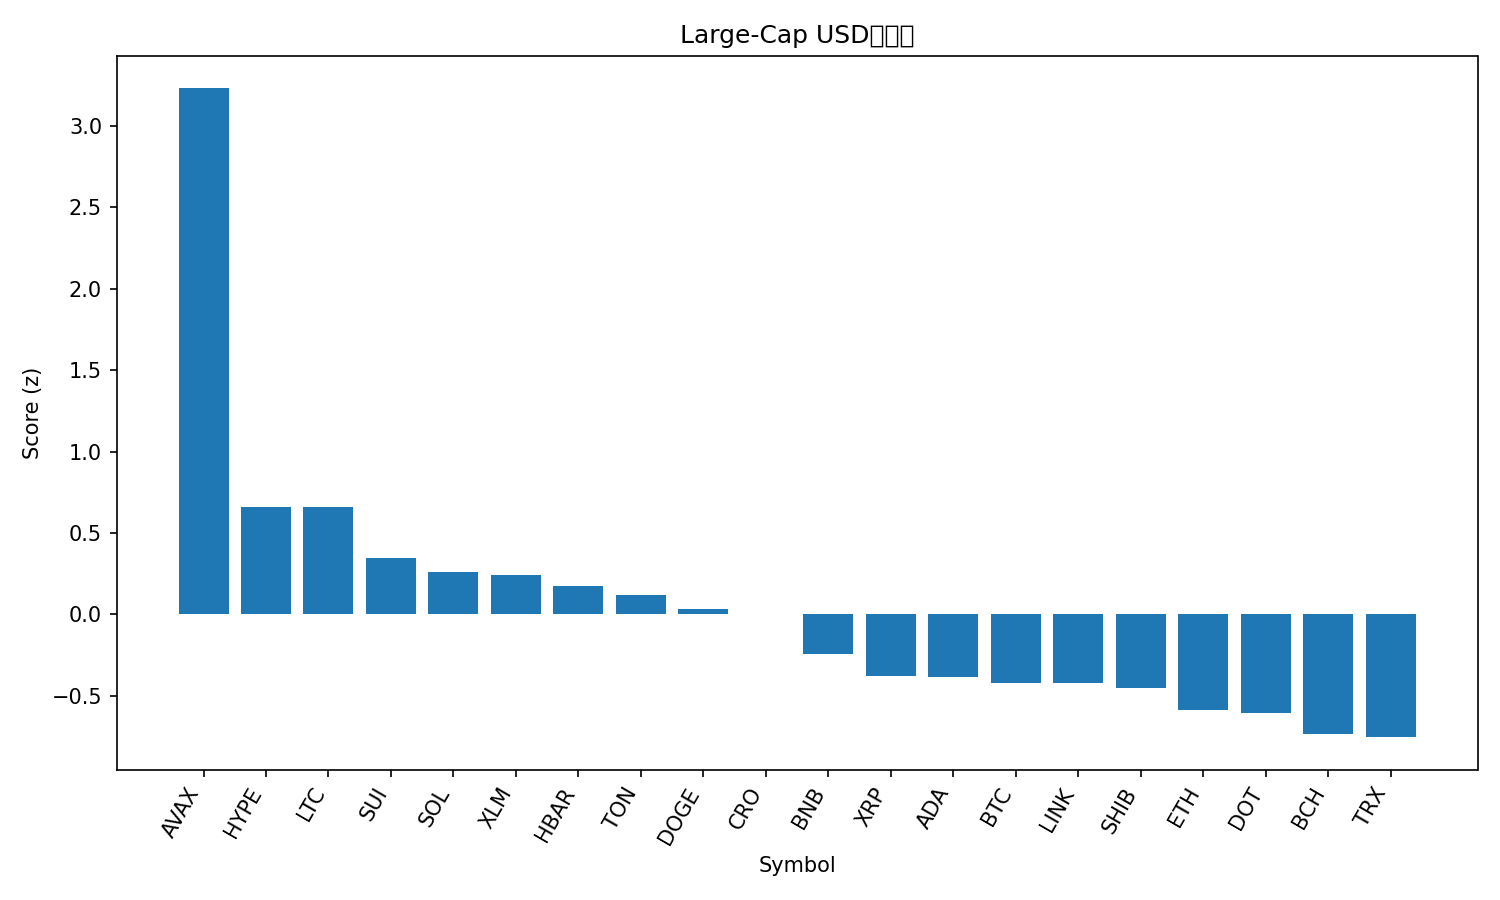 Large-Cap USD
Score (z)
3.0
2.5
2.0
1.5
1.0
0.5
0.0
−0.5
AVAX
HYPE
LTC
SUI
SOL
XLM
HBAR
TON
DOGE
CRO
BNB
XRP
ADA
BTC
LINK
SHIB
ETH
DOT
BCH
TRX
Symbol